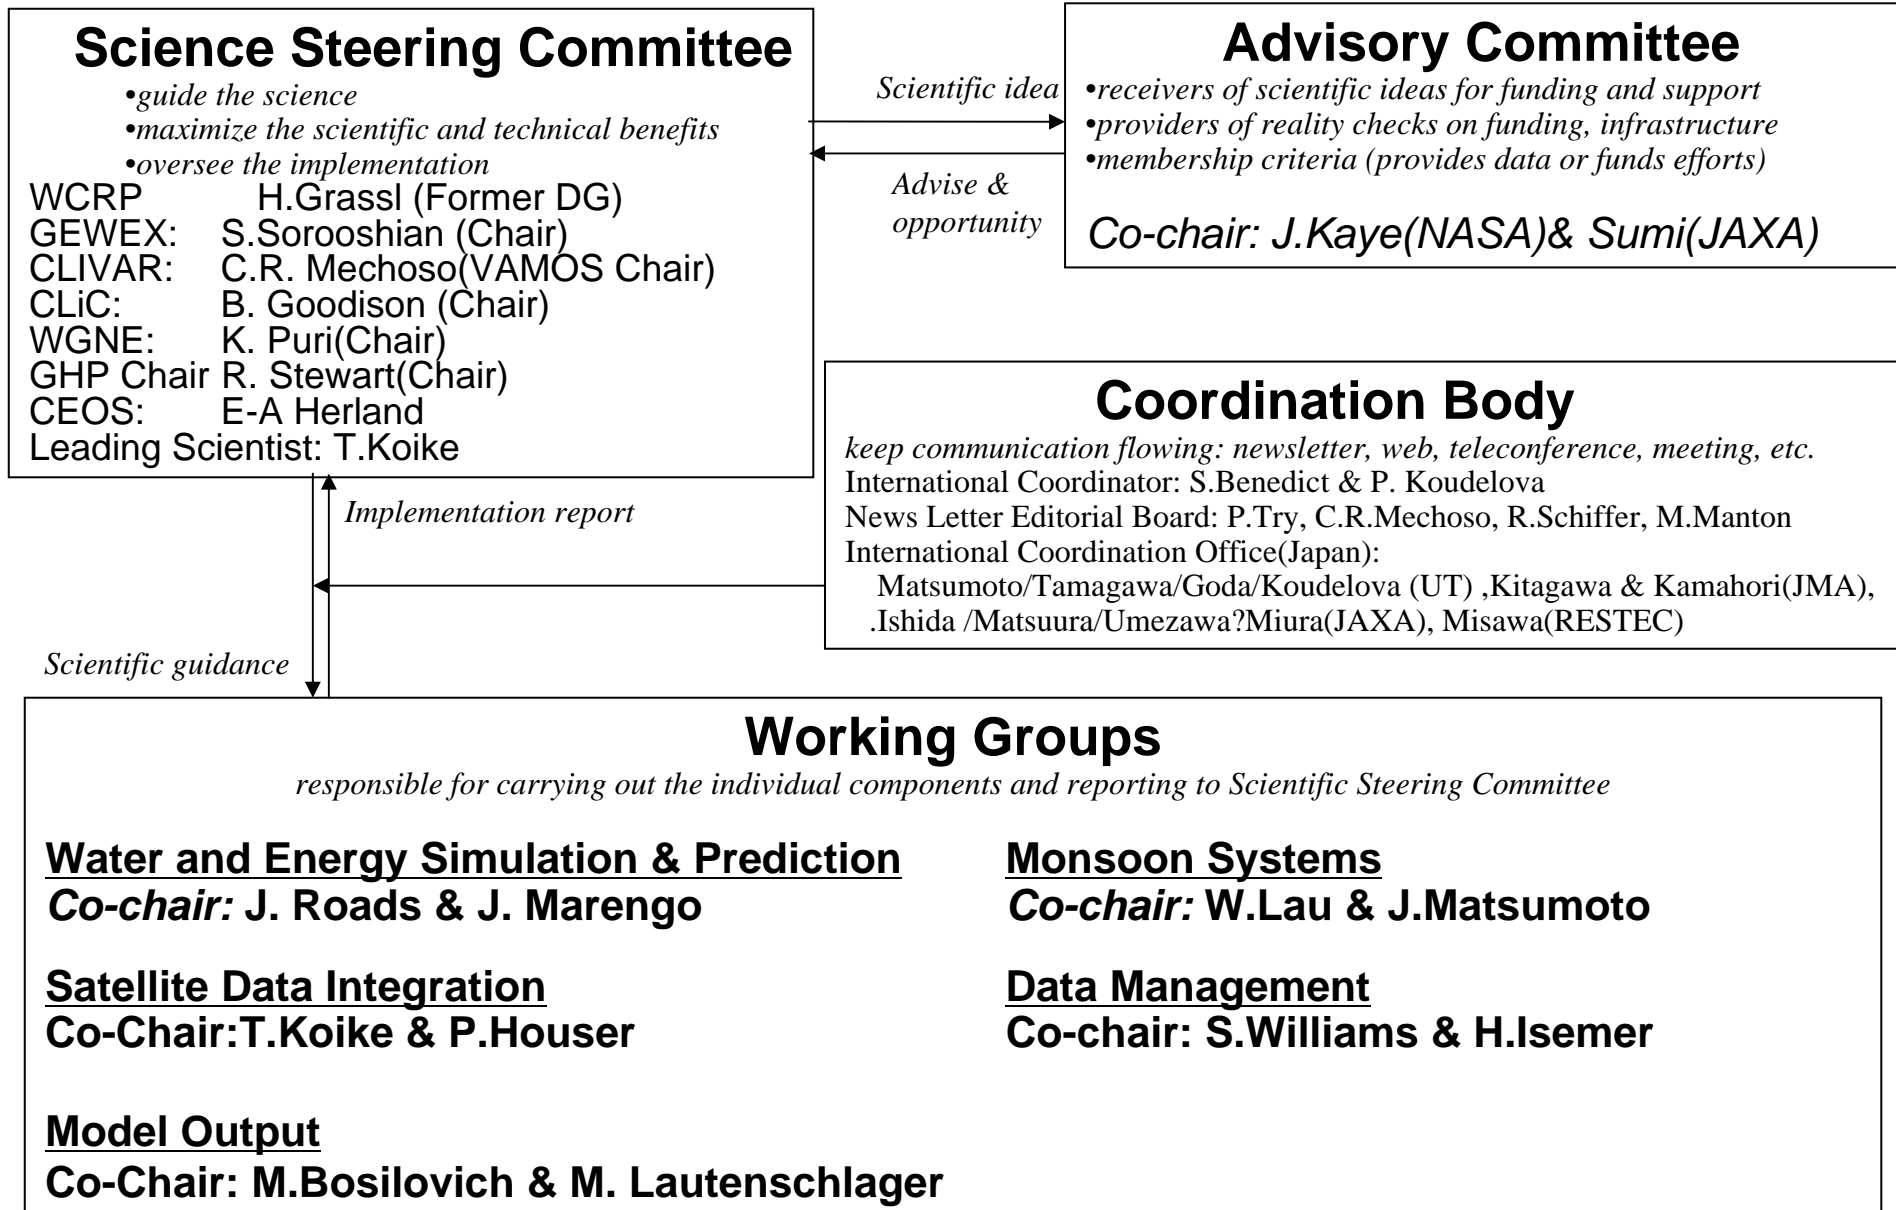 Science Steering Committee
•guide the science
•maximize the scientific and technical benefits
•oversee the implementation
WCRP H.Grassl (Former DG)
GEWEX: S.Sorooshian (Chair)
CLIVAR: C.R. Mechoso(VAMOS Chair)
CLiC: B. Goodison (Chair)
WGNE: K. Puri(Chair)
GHP Chair R. Stewart(Chair)
CEOS: E-A Herland
Leading Scientist: T.Koike
Scientific idea
Advise &
opportunity
Advisory Committee
•receivers of scientific ideas for funding and support
•providers of reality checks on funding, infrastructure
•membership criteria (provides data or funds efforts)
Co-chair: J.Kaye(NASA)& Sumi(JAXA)
Coordination Body
keep communication flowing: newsletter, web, teleconference, meeting, etc.
International Coordinator: S.Benedict & P. Koudelova
News Letter Editorial Board: P.Try, C.R.Mechoso, R.Schiffer, M.Manton
International Coordination Office(Japan):
Matsumoto/Tamagawa/Goda/Koudelova (UT) ,Kitagawa & Kamahori(JMA),
.Ishida /Matsuura/Umezawa?Miura(JAXA), Misawa(RESTEC)
Implementation report
Scientific guidance
Working Groups
responsible for carrying out the individual components and reporting to Scientific Steering Committee
Water and Energy Simulation & Prediction
Co-chair: J. Roads & J. Marengo
Monsoon Systems
Co-chair: W.Lau & J.Matsumoto
Satellite Data Integration
Co-Chair:T.Koike & P.Houser
Data Management
Co-chair: S.Williams & H.Isemer
Model Output
Co-Chair: M.Bosilovich & M. Lautenschlager